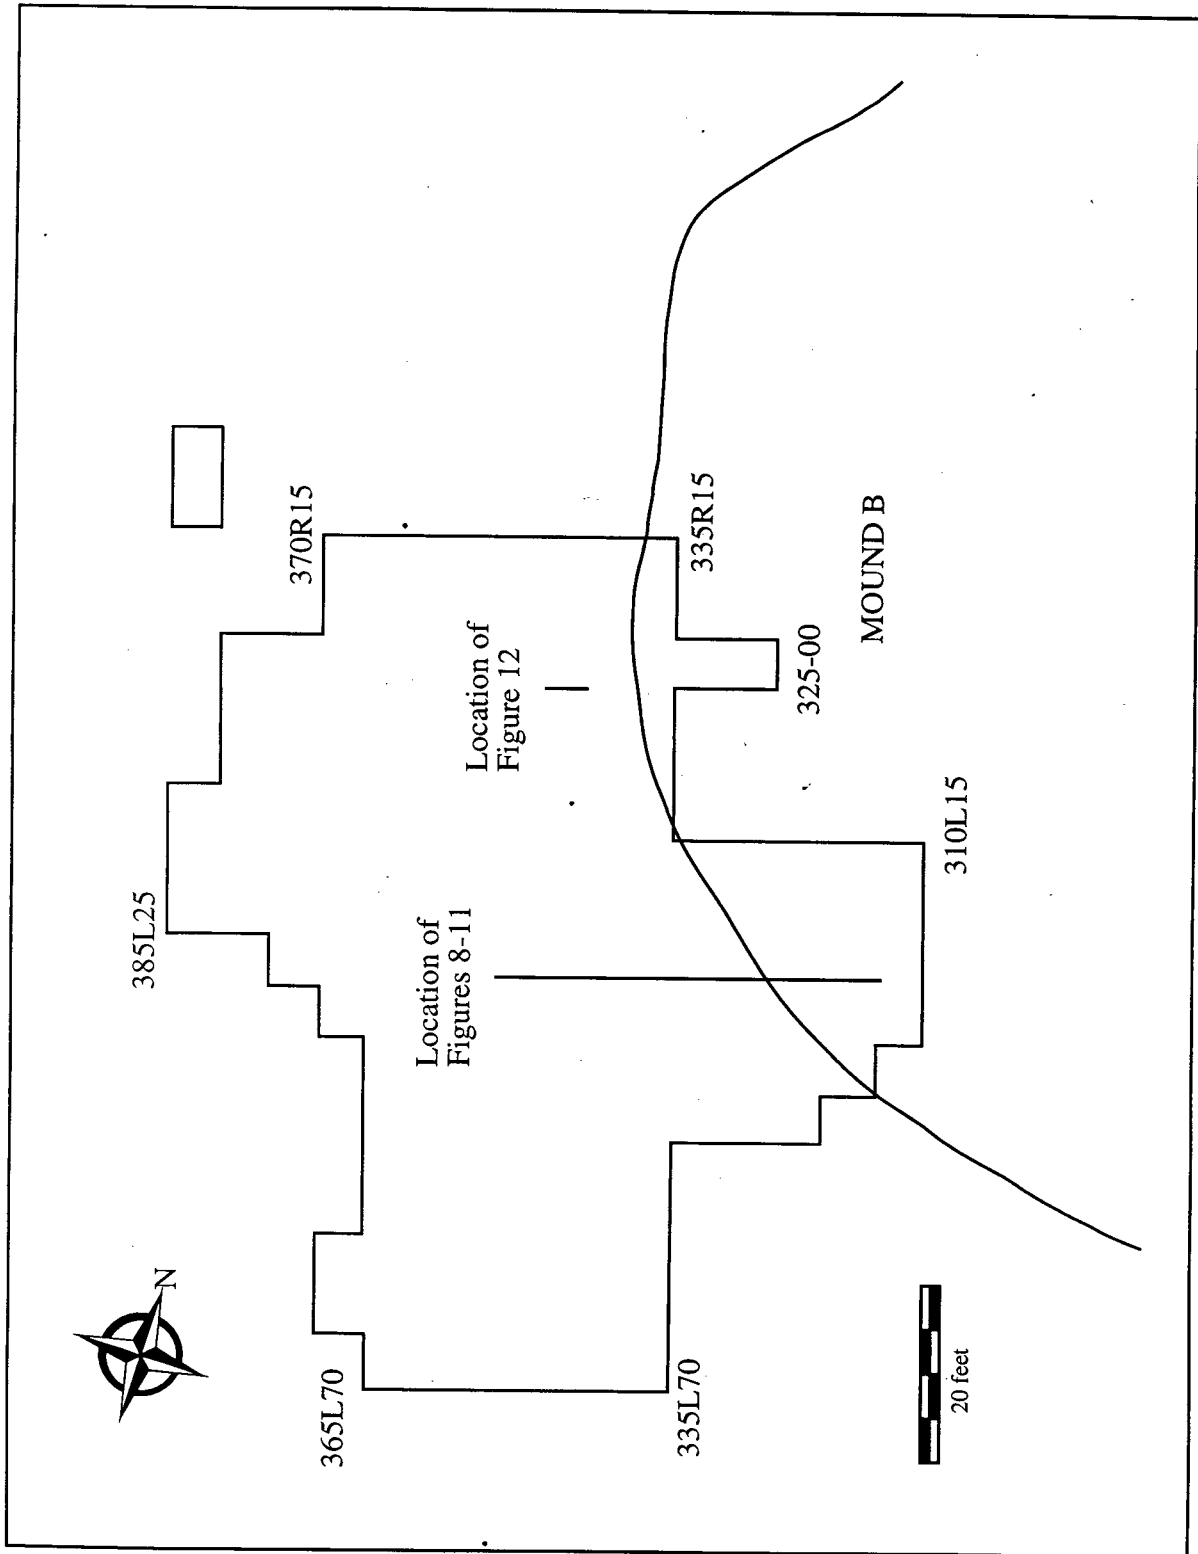 365L70
385L25
370R15
Location of
Figures 8-11
Location of
Figure 12
335L70
310L15
325-00
335R15
MOUND B
N
20 feet